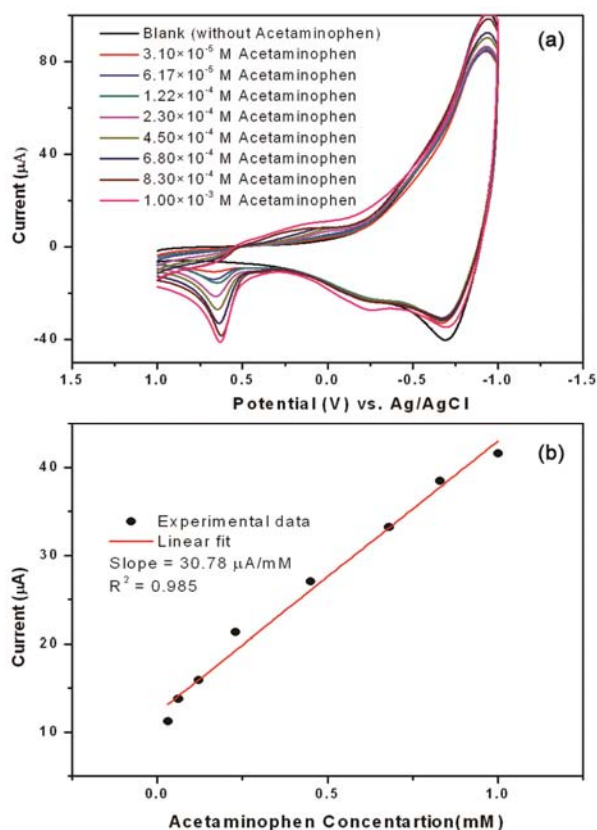 (a)
Blank (without Acetaminophen)
3.10×10⁻⁵ M Acetaminophen
6.17×10⁻⁵ M Acetaminophen
1.22×10⁻⁴ M Acetaminophen
2.30×10⁻⁴ M Acetaminophen
4.50×10⁻⁴ M Acetaminophen
6.80×10⁻⁴ M Acetaminophen
8.30×10⁻⁴ M Acetaminophen
1.00×10⁻³ M Acetaminophen
80
40
0
-40
Current (μA)
1.5 1.0 0.5 0.0 -0.5 -1.0 -1.5
Potential (V) vs. Ag/AgCl
(b)
Experimental data
Linear fit
Slope = 30.78 μA/mM
R² = 0.985
40
30
20
10
Current (μA)
0.0 0.5 1.0
Acetaminophen Concentartion(mM)